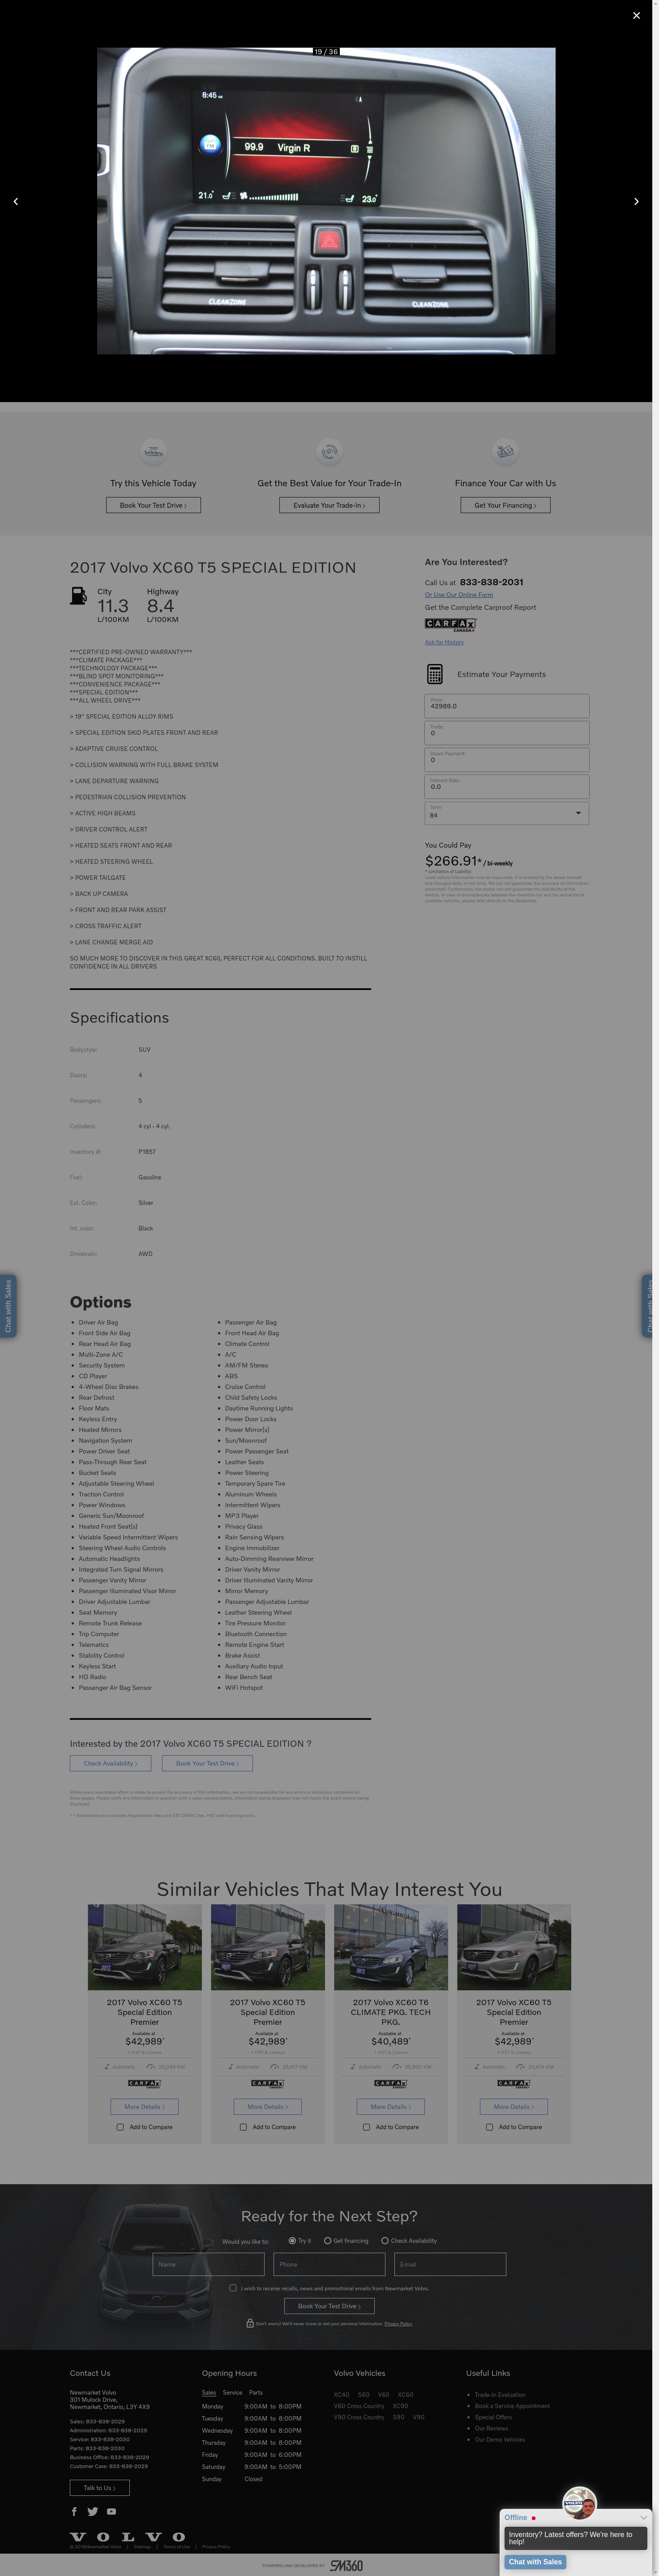 19 / 36
8:45
FM
99.9 Virgin R
21.0° 23.0°
CLEANZONE CLEANZONE
Try this Vehicle Today
Book Your Test Drive
Get the Best Value for Your Trade-In
Evaluate Your Trade-In
Finance Your Car with Us
Get Your Financing
2017 Volvo XC60 T5 SPECIAL EDITION
City Highway
11.3 8.4
L/100KM L/100KM
***CERTIFIED PRE-OWNED WARRANTY***
***CLIMATE PACKAGE***
***TECHNOLOGY PACKAGE***
***BLIND SPOT MONITORING***
***CONVENIENCE PACKAGE***
***SPECIAL EDITION***
***ALL WHEEL DRIVE***
> 19" SPECIAL EDITION ALLOY RIMS
> SPECIAL EDITION SKID PLATES FRONT AND REAR
> ADAPTIVE CRUISE CONTROL
> COLLISION WARNING WITH FULL BRAKE SYSTEM
> LANE DEPARTURE WARNING
> PEDESTRIAN COLLISION PREVENTION
> ACTIVE HIGH BEAMS
> DRIVER CONTROL ALERT
> HEATED SEATS FRONT AND REAR
> HEATED STEERING WHEEL
> POWER TAILGATE
> BACK UP CAMERA
> FRONT AND REAR PARK ASSIST
> CROSS TRAFFIC ALERT
> LANE CHANGE MERGE AID
SO MUCH MORE TO DISCOVER IN THIS GREAT XC60, PERFECT FOR ALL CONDITIONS. BUILT TO INSTILL
CONFIDENCE IN ALL DRIVERS
Are You Interested?
Call Us at 833-838-2031
Or Use Our Online Form
Get the Complete Carproof Report
CARFAX
CANADA
Ask for History
Estimate Your Payments
Price:
42989.0
Trade:
0
Down Payment:
0
Interest Rate:
0.0
Term:
84
You Could Pay
$266.91* / bi-weekly
* Limitation of Liability:
Specifications
Bodystyle: SUV
Doors: 4
Passengers: 5
Cylinders: 4 cyl - 4 cyl.
Inventory #: P1857
Fuel: Gasoline
Ext. Color: Silver
Int. color: Black
Drivetrain: AWD
Chat with Sales
Chat with Sales
Options
Driver Air Bag
Front Side Air Bag
Rear Head Air Bag
Multi-Zone A/C
Security System
CD Player
4-Wheel Disc Brakes
Rear Defrost
Floor Mats
Keyless Entry
Heated Mirrors
Navigation System
Power Driver Seat
Pass-Through Rear Seat
Bucket Seats
Adjustable Steering Wheel
Traction Control
Power Windows
Generic Sun/Moonroof
Heated Front Seat(s)
Variable Speed Intermittent Wipers
Steering Wheel Audio Controls
Automatic Headlights
Integrated Turn Signal Mirrors
Passenger Vanity Mirror
Passenger Illuminated Visor Mirror
Driver Adjustable Lumbar
Seat Memory
Remote Trunk Release
Trip Computer
Telematics
Stability Control
Keyless Start
HD Radio
Passenger Air Bag Sensor
Passenger Air Bag
Front Head Air Bag
Climate Control
A/C
AM/FM Stereo
ABS
Cruise Control
Child Safety Locks
Daytime Running Lights
Power Door Locks
Power Mirror(s)
Sun/Moonroof
Power Passenger Seat
Leather Seats
Power Steering
Temporary Spare Tire
Aluminum Wheels
Intermittent Wipers
MP3 Player
Privacy Glass
Rain Sensing Wipers
Engine Immobilizer
Auto-Dimming Rearview Mirror
Driver Vanity Mirror
Driver Illuminated Vanity Mirror
Mirror Memory
Passenger Adjustable Lumbar
Leather Steering Wheel
Tire Pressure Monitor
Bluetooth Connection
Remote Engine Start
Brake Assist
Auxiliary Audio Input
Rear Bench Seat
WiFi Hotspot
Interested by the 2017 Volvo XC60 T5 SPECIAL EDITION ?
Check Availability
Book Your Test Drive
Similar Vehicles That May Interest You
2017 Volvo XC60 T5
Special Edition
Premier
Available at
$42,989*
+ HST & Licence
Automatic
CARFAX
CANADA
More Details
Add to Compare
2017 Volvo XC60 T5
Special Edition
Premier
Available at
$42,989*
+ HST & Licence
Automatic
CARFAX
CANADA
More Details
Add to Compare
2017 Volvo XC60 T6
CLIMATE PKG. TECH
PKG.
Available at
$40,489*
+ HST & Licence
Automatic
CARFAX
CANADA
More Details
Add to Compare
2017 Volvo XC60 T5
Special Edition
Premier
Available at
$42,989*
+ HST & Licence
Automatic
CARFAX
CANADA
More Details
Add to Compare
Ready for the Next Step?
Would you like to: Try it Get financing Check Availability
Name Phone Email
I wish to receive recalls, news and promotional emails from Newmarket Volvo.
Book Your Test Drive
Don't worry! We'll never share or sell your personal information. Privacy Policy
Contact Us
Newmarket Volvo
301 Mulock Drive,
Newmarket, Ontario, L3Y 4X9
Sales: 833-838-2029
Administration: 833-838-2029
Service: 833-838-2030
Parts: 833-838-2030
Business Office: 833-838-2029
Customer Care: 833-838-2029
Talk to Us
Opening Hours
Sales Service Parts
Monday 9:00AM to 8:00PM
Tuesday 9:00AM to 8:00PM
Wednesday 9:00AM to 8:00PM
Thursday 9:00AM to 8:00PM
Friday 9:00AM to 6:00PM
Saturday 9:00AM to 5:00PM
Sunday Closed
Volvo Vehicles
XC40 S60 V60 XC60
V60 Cross Country XC90
V90 Cross Country S90 V90
Useful Links
Trade-In Evaluation
Book a Service Appointment
Special Offers
Our Reviews
Our Demo Vehicles
VOLVO
Sitemap | Terms of Use | Privacy Policy
Offline
Inventory? Latest offers? We're here to
help!
Chat with Sales
POWERED AND DEVELOPED BY SM360